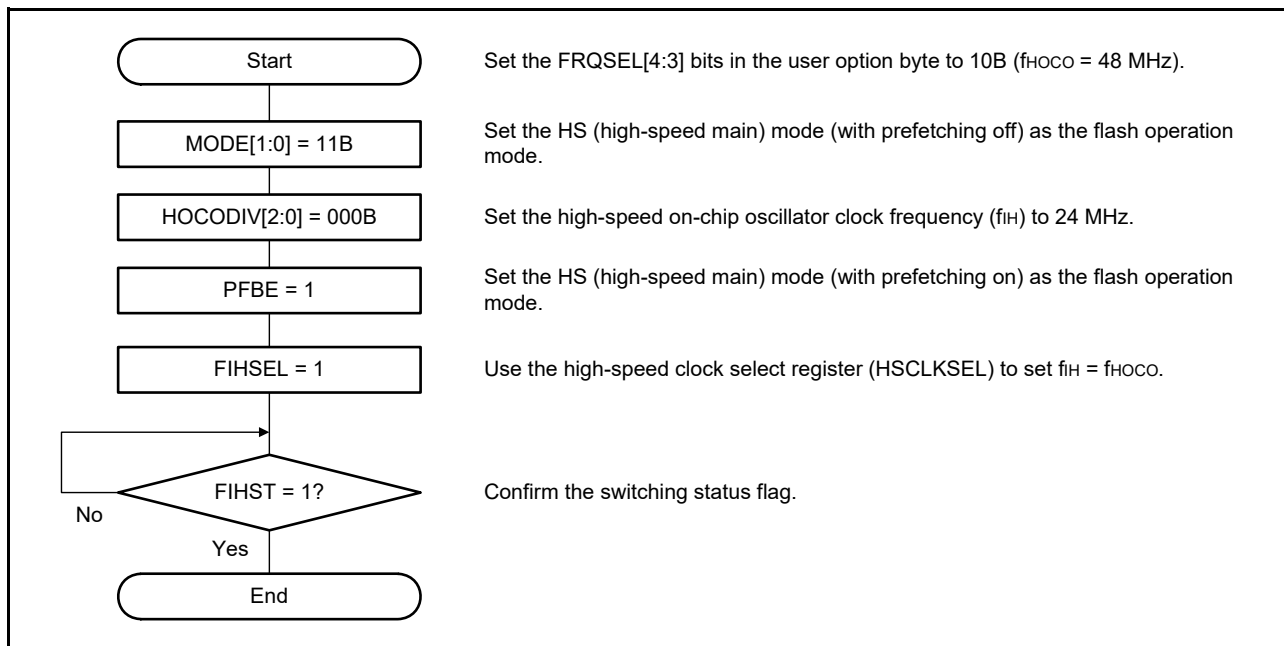 Start
Set the FRQSEL[4:3] bits in the user option byte to 10B (fHOCO = 48 MHz).
MODE[1:0] = 11B
Set the HS (high-speed main) mode (with prefetching off) as the flash operation
mode.
HOCODIV[2:0] = 000B
Set the high-speed on-chip oscillator clock frequency (fIH) to 24 MHz.
PFBE = 1
Set the HS (high-speed main) mode (with prefetching on) as the flash operation
mode.
FIHSEL = 1
Use the high-speed clock select register (HSCLKSEL) to set fIH = fHOCO.
FIHST = 1?
Confirm the switching status flag.
No
Yes
End